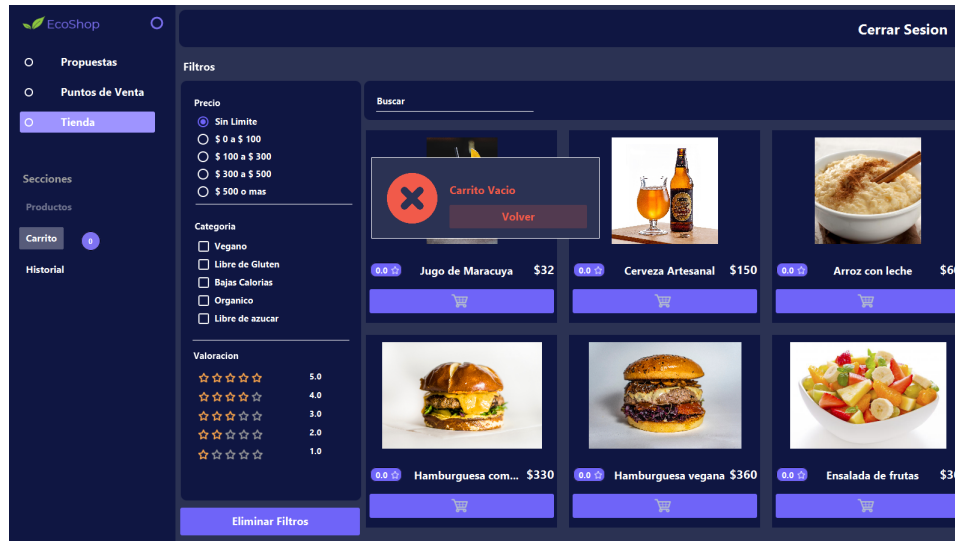 EcoShop
Cerrar Sesion
Propuestas
Puntos de Venta
Tienda
Secciones
Productos
Carrito
0
Historial
Filtros
Precio
Sin Limite
$ 0 a $ 100
$ 100 a $ 300
$ 300 a $ 500
$ 500 o mas
Categoria
Vegano
Libre de Gluten
Bajas Calorias
Organico
Libre de azucar
Valoracion
5.0
4.0
3.0
2.0
1.0
Eliminar Filtros
Buscar
Carrito Vacio
Volver
0.0 Jugo de Maracuya $32
0.0 Cerveza Artesanal $150
0.0 Arroz con leche
0.0 Hamburguesa com... $330
0.0 Hamburguesa vegana $360
0.0 Ensalada de frutas